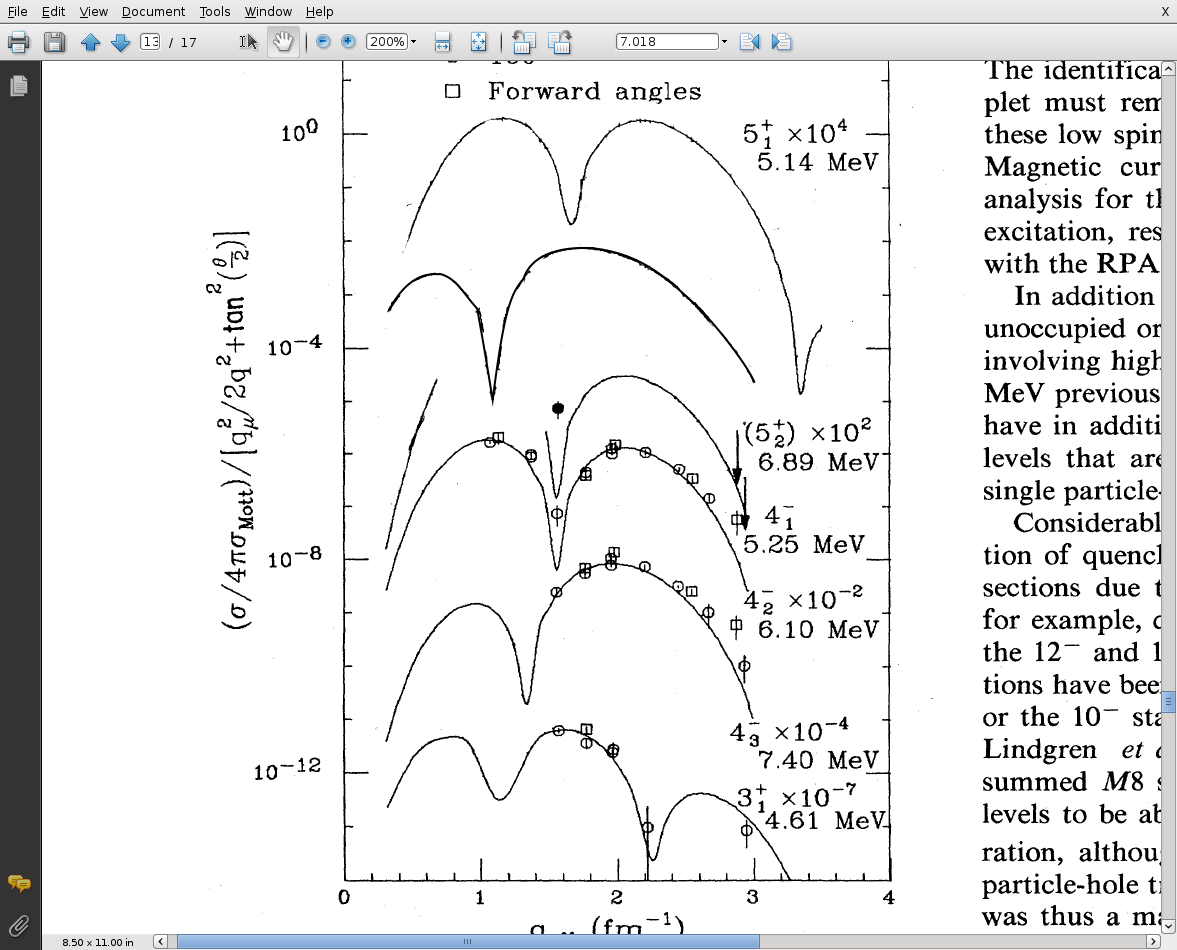 File Edit View Document Tools Window Help X
13 / 17 200% 7.018
□ Forward angles
10⁰
5₁⁺ ×10⁴
5.14 MeV
(σ/4πσ_Mott)/[q_μ²/2q²+tan²(θ/2)]
10⁻⁴
(5₂⁺) ×10²
6.89 MeV
4₁⁻
5.25 MeV
10⁻⁸
4₂⁻ ×10⁻²
6.10 MeV
4₃⁻ ×10⁻⁴
7.40 MeV
10⁻¹²
3₁⁺ ×10⁻⁷
4.61 MeV
0 1 2 3 4
(fm⁻¹)
The identifica
plet must rem
these low spin
Magnetic cur
analysis for th
excitation, res
with the RPA
In addition
unoccupied or
involving high
MeV previous
have in additi
levels that are
single particle-
Considerabl
tion of quencl
sections due t
for example, c
the 12⁻ and 1
tions have bee
or the 10⁻ sta
Lindgren et a
summed M8 s
levels to be ab
ration, althou
particle-hole t
was thus a ma
8.50 x 11.00 in